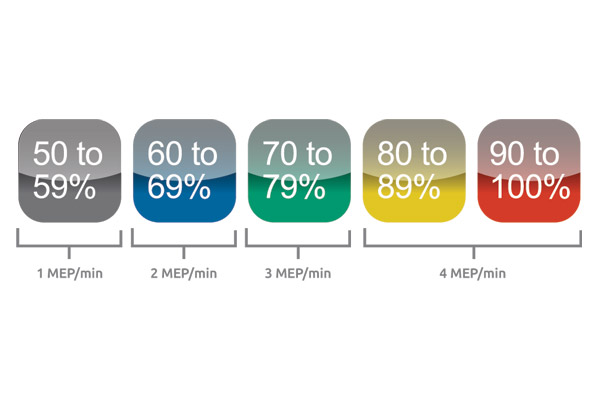 50 to
59%
60 to
69%
70 to
79%
80 to
89%
90 to
100%
1 MEP/min
2 MEP/min
3 MEP/min
4 MEP/min